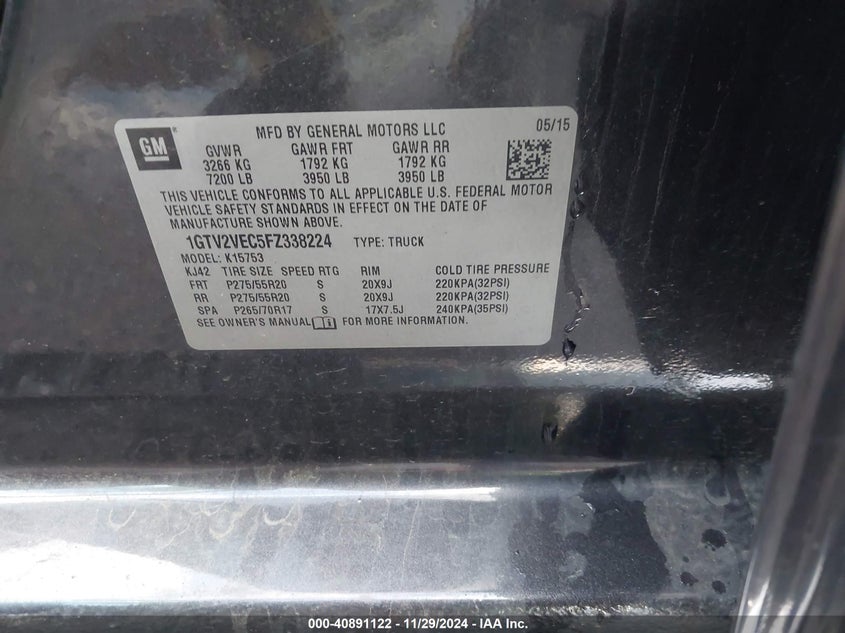 GM
MFD BY GENERAL MOTORS LLC 05/15
GVWR GAWR FRT GAWR RR
3266 KG 1792 KG 1792 KG
7200 LB 3950 LB 3950 LB
THIS VEHICLE CONFORMS TO ALL APPLICABLE U.S. FEDERAL MOTOR
VEHICLE SAFETY STANDARDS IN EFFECT ON THE DATE OF
MANUFACTURE SHOWN ABOVE.
1GTV2VEC5FZ338224 TYPE: TRUCK
MODEL: K15753
KJ42 TIRE SIZE SPEED RTG RIM COLD TIRE PRESSURE
FRT P275/55R20 S 20X9J 220KPA(32PSI)
RR P275/55R20 S 20X9J 220KPA(32PSI)
SPA P265/70R17 S 17X7.5J 240KPA(35PSI)
SEE OWNER'S MANUAL FOR MORE INFORMATION.
000-40891122 - 11/29/2024 - IAA Inc.